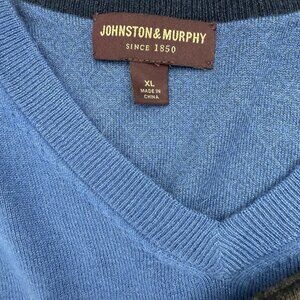 JOHNSTON & MURPHY
SINCE 1850
XL
MADE IN
CHINA